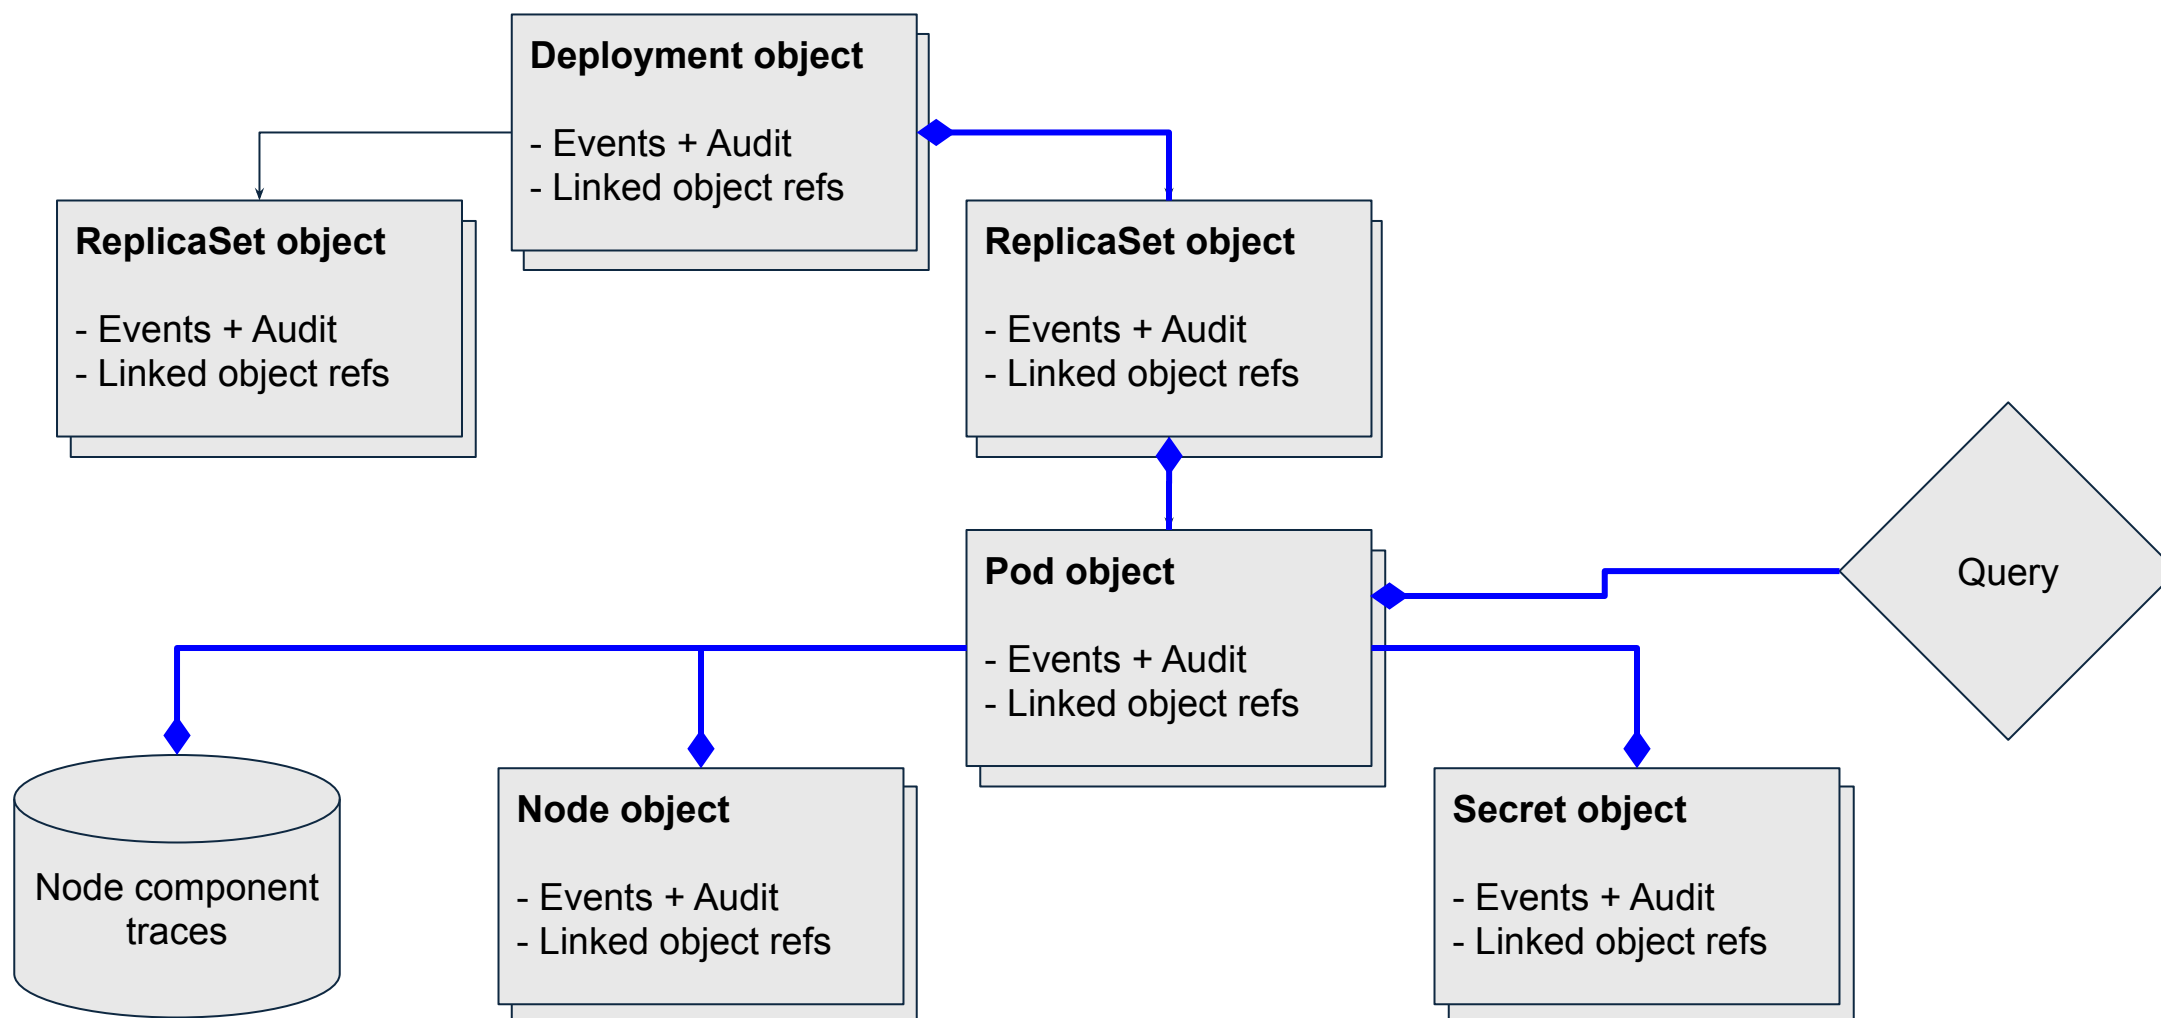 Deployment object
- Events + Audit
- Linked object refs
ReplicaSet object
- Events + Audit
- Linked object refs
ReplicaSet object
- Events + Audit
- Linked object refs
Pod object
- Events + Audit
- Linked object refs
Query
Node component
traces
Node object
- Events + Audit
- Linked object refs
Secret object
- Events + Audit
- Linked object refs